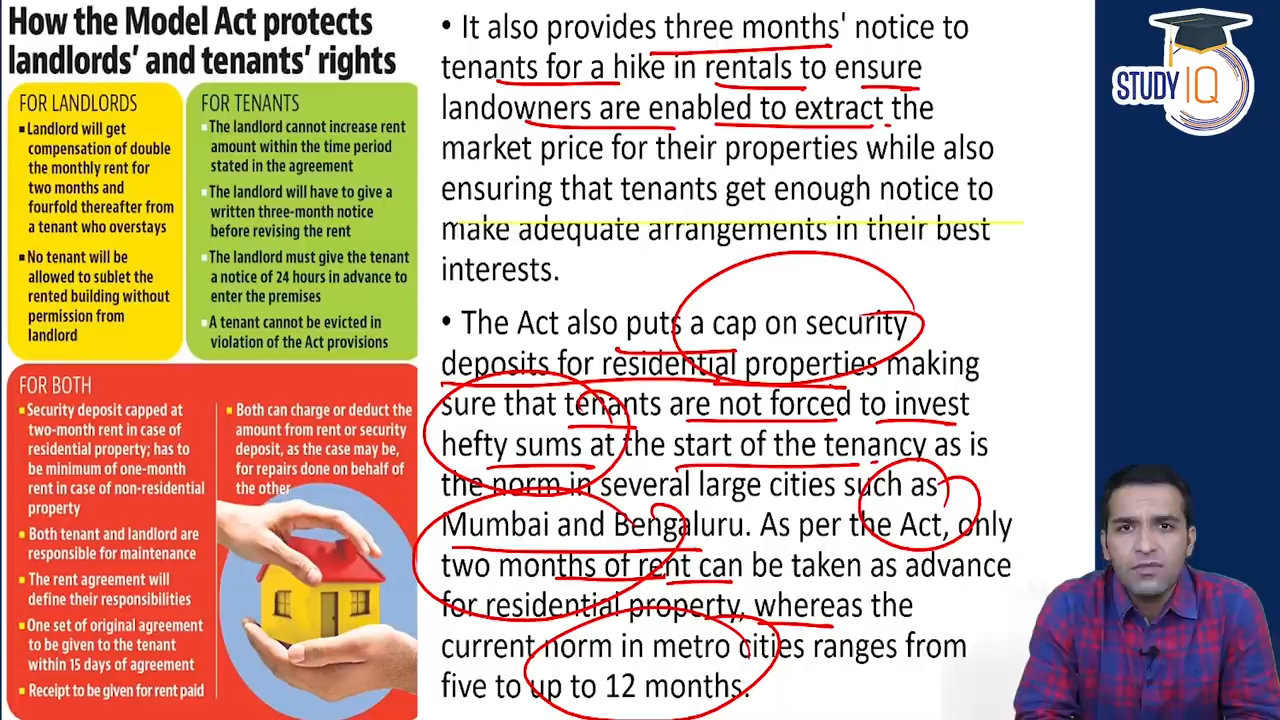 How the Model Act protects
landlords' and tenants' rights
FOR LANDLORDS
▪ Landlord will get
compensation of double
the monthly rent for
two months and
fourfold thereafter from
a tenant who overstays
▪ No tenant will be
allowed to sublet the
rented building without
permission from
landlord
FOR TENANTS
▪ The landlord cannot increase rent
amount within the time period
stated in the agreement
▪ The landlord will have to give a
written three-month notice
before revising the rent
▪ The landlord must give the tenant
a notice of 24 hours in advance to
enter the premises
▪ A tenant cannot be evicted in
violation of the Act provisions
FOR BOTH
▪ Security deposit capped at
two-month rent in case of
residential property; has to
be minimum of one-month
rent in case of non-residential
property
▪ Both tenant and landlord are
responsible for maintenance
▪ The rent agreement will
define their responsibilities
▪ One set of original agreement
to be given to the tenant
within 15 days of agreement
▪ Receipt to be given for rent paid
▪ Both can charge or deduct the
amount from rent or security
deposit, as the case may be,
for repairs done on behalf of
the other
• It also provides three months' notice to
tenants for a hike in rentals to ensure
landowners are enabled to extract the
market price for their properties while also
ensuring that tenants get enough notice to
make adequate arrangements in their best
interests.
• The Act also puts a cap on security
deposits for residential properties making
sure that tenants are not forced to invest
hefty sums at the start of the tenancy as is
the norm in several large cities such as
Mumbai and Bengaluru. As per the Act, only
two months of rent can be taken as advance
for residential property, whereas the
current norm in metro cities ranges from
five to up to 12 months.
STUDY IQ